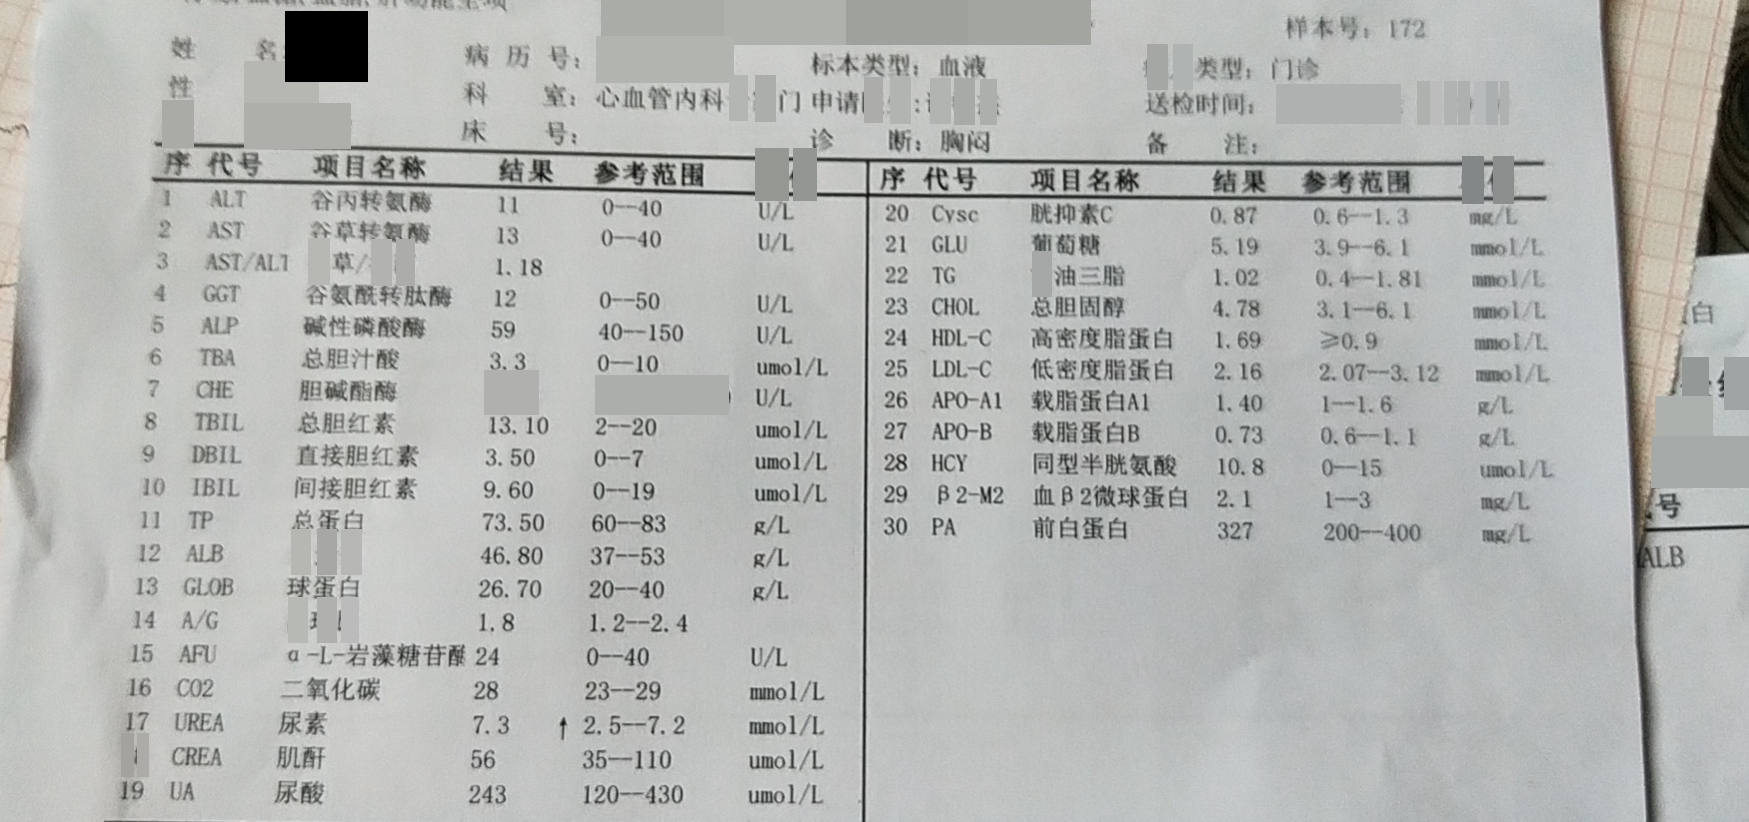 样本号: 172
病 历 号: 标本类型: 血液 类型: 门诊
科 室: 心血管内科 门 申请 送检时间:
床 号: 诊 断: 胸闷 备 注:
姓 名:
性
序 代号 项目名称 结果 参考范围
1 ALT 谷丙转氨酶 11 0--40 U/L
2 AST 谷草转氨酶 13 0--40 U/L
3 AST/ALT 草/ 1.18
4 GGT 谷氨酰转肽酶 12 0--50 U/L
5 ALP 碱性磷酸酶 59 40--150 U/L
6 TBA 总胆汁酸 3.3 0--10 umol/L
7 CHE 胆碱酯酶 U/L
8 TBIL 总胆红素 13.10 2--20 umol/L
9 DBIL 直接胆红素 3.50 0--7 umol/L
10 IBIL 间接胆红素 9.60 0--19 umol/L
11 TP 总蛋白 73.50 60--83 g/L
12 ALB 46.80 37--53 g/L
13 GLOB 球蛋白 26.70 20--40 g/L
14 A/G 1.8 1.2--2.4
15 AFU α-L-岩藻糖苷酶 24 0--40 U/L
16 CO2 二氧化碳 28 23--29 mmol/L
17 UREA 尿素 7.3 ↑ 2.5--7.2 mmol/L
CREA 肌酐 56 35--110 umol/L
19 UA 尿酸 243 120--430 umol/L
序 代号 项目名称 结果 参考范围
20 Cysc 胱抑素C 0.87 0.6--1.3 mg/L
21 GLU 葡萄糖 5.19 3.9--6.1 mmol/L
22 TG 油三脂 1.02 0.4--1.81 mmol/L
23 CHOL 总胆固醇 4.78 3.1--6.1 mmol/L
24 HDL-C 高密度脂蛋白 1.69 ≥0.9 mmol/L
25 LDL-C 低密度脂蛋白 2.16 2.07--3.12 mmol/L
26 APO-A1 载脂蛋白A1 1.40 1--1.6 g/L
27 APO-B 载脂蛋白B 0.73 0.6--1.1 g/L
28 HCY 同型半胱氨酸 10.8 0--15 umol/L
29 β2-M2 血β2微球蛋白 2.1 1--3 mg/L
30 PA 前白蛋白 327 200--400 mg/L
白
号
ALB